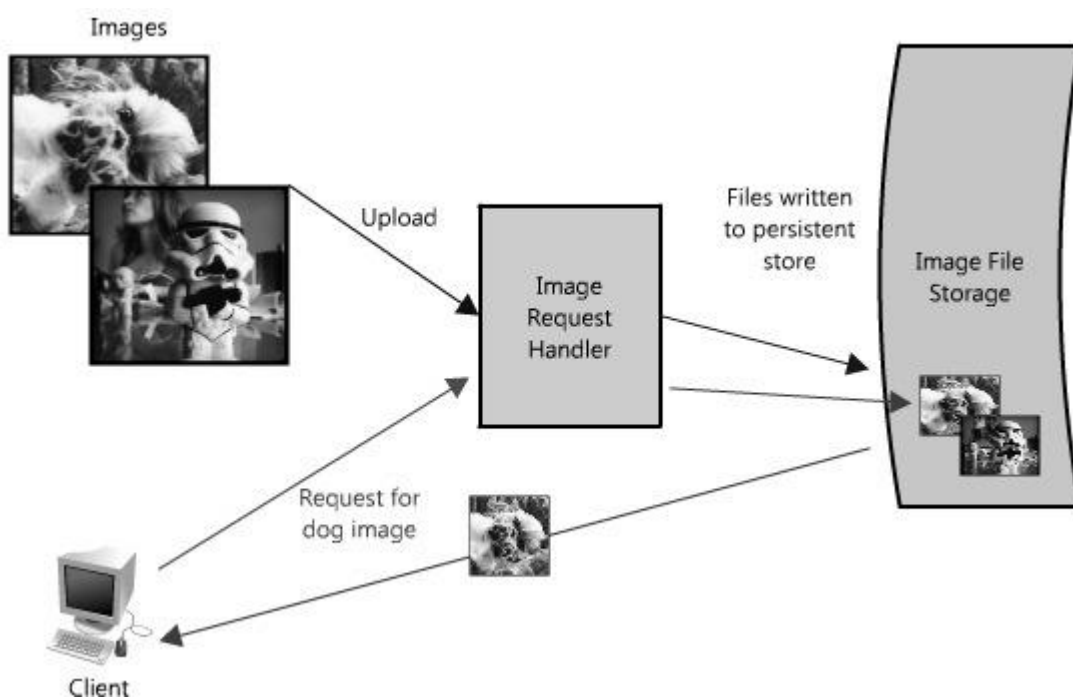 Images
Upload
Files written
to persistent
store
Image
Request
Handler
Image File
Storage
Request for
dog image
Client